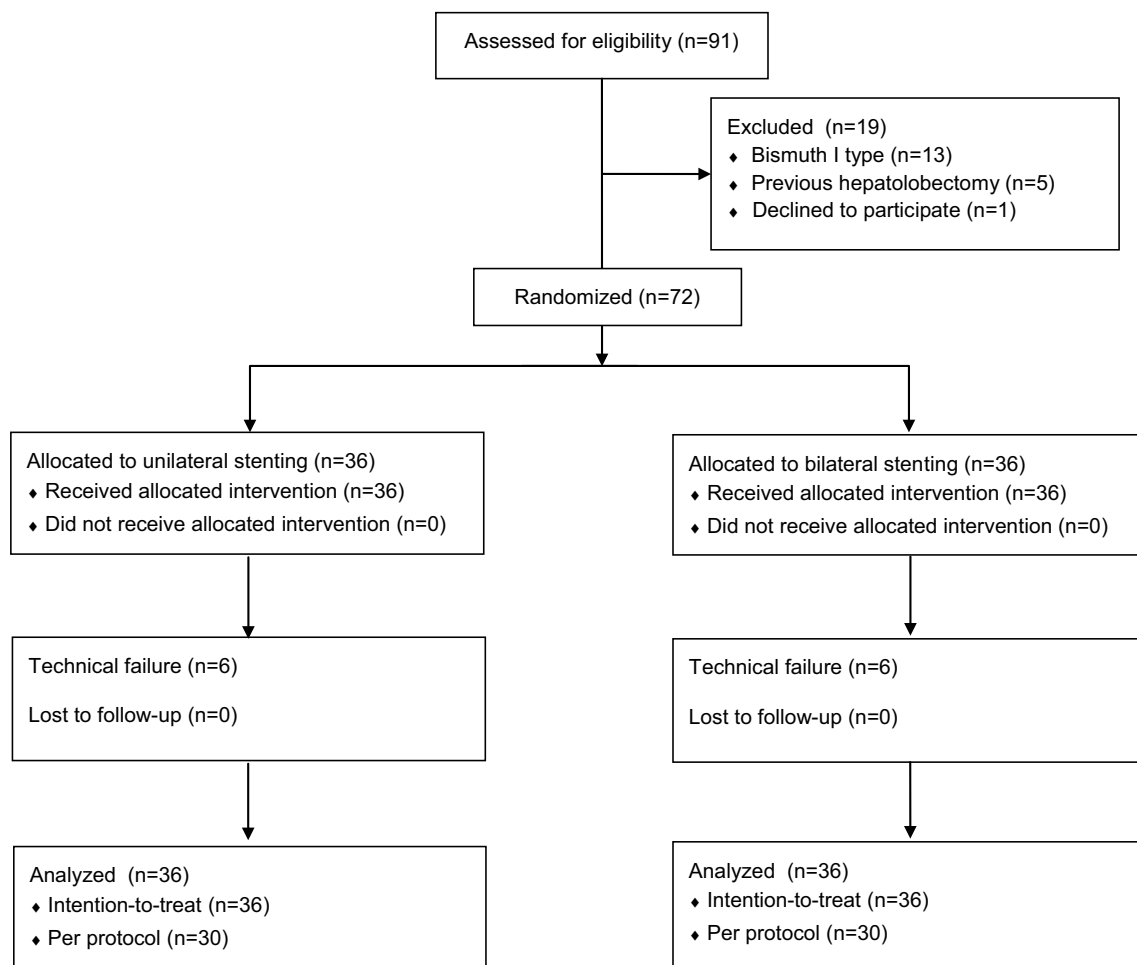 Assessed for eligibility (n=91)
Excluded  (n=19)
♦ Bismuth I type (n=13)
♦ Previous hepatolobectomy (n=5)
♦ Declined to participate (n=1)
Randomized (n=72)
Allocated to unilateral stenting (n=36)
♦ Received allocated intervention (n=36)
♦ Did not receive allocated intervention (n=0)
Allocated to bilateral stenting (n=36)
♦ Received allocated intervention (n=36)
♦ Did not receive allocated intervention (n=0)
Technical failure (n=6)
Lost to follow-up (n=0)
Technical failure (n=6)
Lost to follow-up (n=0)
Analyzed  (n=36)
♦ Intention-to-treat (n=36)
♦ Per protocol (n=30)
Analyzed  (n=36)
♦ Intention-to-treat (n=36)
♦ Per protocol (n=30)